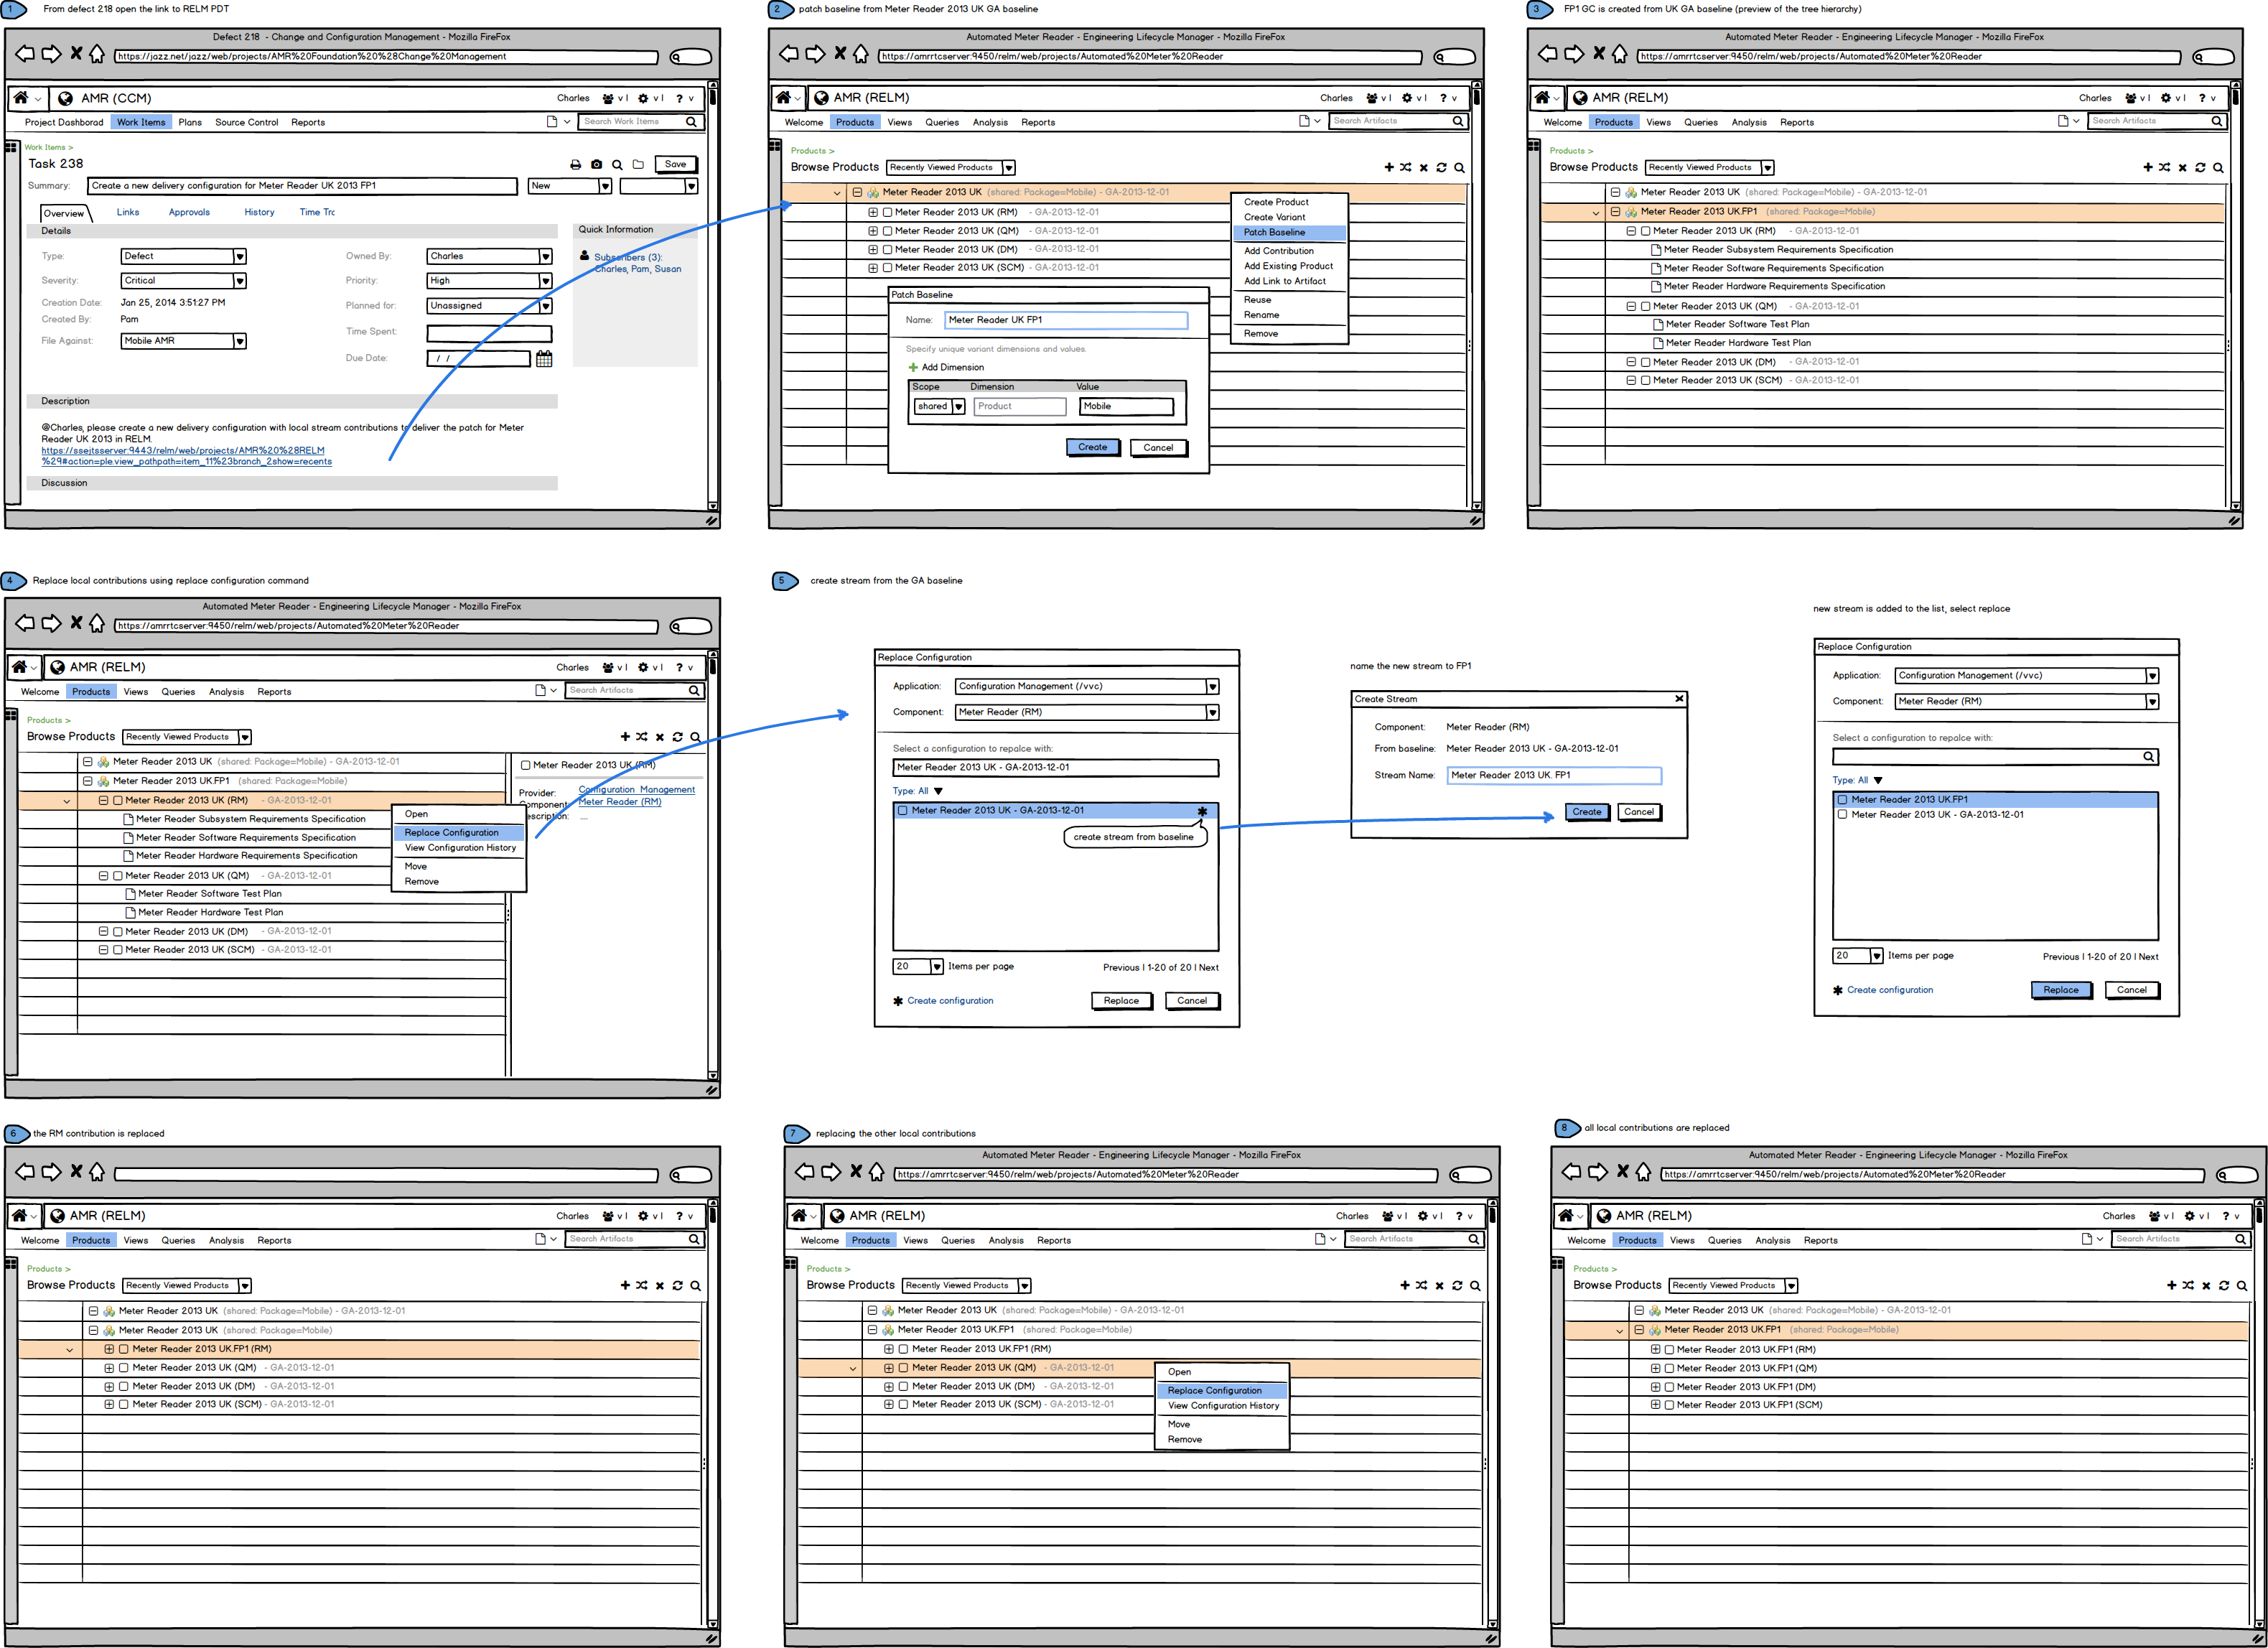 1 From defect 218 open the link to RELM PDT
Defect 218 - Change and Configuration Management - Mozilla FireFox
https://jazz.net/jazz/web/projects/AMR%20Foundation%20%28Change%20Management
AMR (CCM)
Charles v | v | ? v
Project Dashborad Work Items Plans Source Control Reports
Search Work Items
Work Items >
Task 238
Save
Summary: Create a new delivery configuration for Meter Reader UK 2013 FP1
New
Overview Links Approvals History Time Trc
Details
Quick Information
Type: Defect
Owned By: Charles
Subscribers (3):
Charles, Pam, Susan
Severity: Critical
Priority: High
Creation Date: Jan 25, 2014 3:51:27 PM
Planned for: Unassigned
Created By: Pam
Time Spent:
File Against: Mobile AMR
Due Date: / /
Description
@Charles, please create a new delivery configuration with local stream contributions to deliver the patch for Meter
Reader UK 2013 in RELM.
https://ssejtsserver:9443/relm/web/projects/AMR%20%28RELM
%29#action=ple.view_pathpath=item_11%23branch_2show=recents
Discussion
2 patch baseline from Meter Reader 2013 UK GA baseline
Automated Meter Reader - Engineering Lifecycle Manager - Mozilla FireFox
https://amrrtcserver:9450/relm/web/projects/Automated%20Meter%20Reader
AMR (RELM)
Charles v | v | ? v
Welcome Products Views Queries Analysis Reports
Search Artifacts
Products >
Browse Products Recently Viewed Products
Meter Reader 2013 UK (shared: Package=Mobile) - GA-2013-12-01
Meter Reader 2013 UK (RM) - GA-2013-12-01
Meter Reader 2013 UK (QM) - GA-2013-12-01
Meter Reader 2013 UK (DM) - GA-2013-12-01
Meter Reader 2013 UK (SCM) - GA-2013-12-01
Create Product
Create Variant
Patch Baseline
Add Contribution
Add Existing Product
Add Link to Artifact
Reuse
Rename
Remove
Patch Baseline
Name: Meter Reader UK FP1
Specify unique variant dimensions and values.
Add Dimension
Scope Dimension Value
shared Product Mobile
Create Cancel
3 FP1 GC is created from UK GA baseline (preview of the tree hierarchy)
Automated Meter Reader - Engineering Lifecycle Manager - Mozilla FireFox
https://amrrtcserver:9450/relm/web/projects/Automated%20Meter%20Reader
AMR (RELM)
Charles v | v | ? v
Welcome Products Views Queries Analysis Reports
Search Artifacts
Products >
Browse Products Recently Viewed Products
Meter Reader 2013 UK (shared: Package=Mobile) - GA-2013-12-01
Meter Reader 2013 UK.FP1 (shared: Package=Mobile)
Meter Reader 2013 UK (RM) - GA-2013-12-01
Meter Reader Subsystem Requirements Specification
Meter Reader Software Requirements Specification
Meter Reader Hardware Requirements Specification
Meter Reader 2013 UK (QM) - GA-2013-12-01
Meter Reader Software Test Plan
Meter Reader Hardware Test Plan
Meter Reader 2013 UK (DM) - GA-2013-12-01
Meter Reader 2013 UK (SCM) - GA-2013-12-01
4 Replace local contributions using replace configuration command
Automated Meter Reader - Engineering Lifecycle Manager - Mozilla FireFox
https://amrrtcserver:9450/relm/web/projects/Automated%20Meter%20Reader
AMR (RELM)
Charles v | v | ? v
Welcome Products Views Queries Analysis Reports
Search Artifacts
Products >
Browse Products Recently Viewed Products
Meter Reader 2013 UK (shared: Package=Mobile) - GA-2013-12-01
Meter Reader 2013 UK.FP1 (shared: Package=Mobile)
Meter Reader 2013 UK (RM) - GA-2013-12-01
Meter Reader Subsystem Requirements Specification
Meter Reader Software Requirements Specification
Meter Reader Hardware Requirements Specification
Meter Reader 2013 UK (QM) - GA-2013-12-01
Meter Reader Software Test Plan
Meter Reader Hardware Test Plan
Meter Reader 2013 UK (DM) - GA-2013-12-01
Meter Reader 2013 UK (SCM) - GA-2013-12-01
Open
Replace Configuration
View Configuration History
Move
Remove
Meter Reader 2013 UK (RM)
Provider: Configuration Management
Component: Meter Reader (RM)
escription: ...
5 create stream from the GA baseline
Replace Configuration
Application: Configuration Management (/vvc)
Component: Meter Reader (RM)
Select a configuration to repalce with:
Meter Reader 2013 UK - GA-2013-12-01
Type: All
Meter Reader 2013 UK - GA-2013-12-01
create stream from baseline
20 Items per page Previous | 1-20 of 20 | Next
Create configuration Replace Cancel
name the new stream to FP1
Create Stream
Component: Meter Reader (RM)
From baseline: Meter Reader 2013 UK - GA-2013-12-01
Stream Name: Meter Reader 2013 UK. FP1
Create Cancel
new stream is added to the list, select replace
Replace Configuration
Application: Configuration Management (/vvc)
Component: Meter Reader (RM)
Select a configuration to repalce with:
Type: All
Meter Reader 2013 UK.FP1
Meter Reader 2013 UK - GA-2013-12-01
20 Items per page Previous | 1-20 of 20 | Next
Create configuration Replace Cancel
6 the RM contribution is replaced
AMR (RELM)
Charles v | v | ? v
Welcome Products Views Queries Analysis Reports
Search Artifacts
Products >
Browse Products Recently Viewed Products
Meter Reader 2013 UK (shared: Package=Mobile) - GA-2013-12-01
Meter Reader 2013 UK (shared: Package=Mobile)
Meter Reader 2013 UK.FP1 (RM)
Meter Reader 2013 UK (QM) - GA-2013-12-01
Meter Reader 2013 UK (DM) - GA-2013-12-01
Meter Reader 2013 UK (SCM) - GA-2013-12-01
7 replacing the other local contributions
Automated Meter Reader - Engineering Lifecycle Manager - Mozilla FireFox
https://amrrtcserver:9450/relm/web/projects/Automated%20Meter%20Reader
AMR (RELM)
Charles v | v | ? v
Welcome Products Views Queries Analysis Reports
Search Artifacts
Products >
Browse Products Recently Viewed Products
Meter Reader 2013 UK (shared: Package=Mobile) - GA-2013-12-01
Meter Reader 2013 UK.FP1 (shared: Package=Mobile)
Meter Reader 2013 UK.FP1 (RM)
Meter Reader 2013 UK (QM) - GA-2013-12-01
Meter Reader 2013 UK (DM) - GA-2013-12-01
Meter Reader 2013 UK (SCM) - GA-2013-12-01
Open
Replace Configuration
View Configuration History
Move
Remove
8 all local contributions are replaced
Automated Meter Reader - Engineering Lifecycle Manager - Mozilla FireFox
https://amrrtcserver:9450/relm/web/projects/Automated%20Meter%20Reader
AMR (RELM)
Charles v | v | ? v
Welcome Products Views Queries Analysis Reports
Search Artifacts
Products >
Browse Products Recently Viewed Products
Meter Reader 2013 UK (shared: Package=Mobile) - GA-2013-12-01
Meter Reader 2013 UK.FP1 (shared: Package=Mobile)
Meter Reader 2013 UK.FP1 (RM)
Meter Reader 2013 UK.FP1 (QM)
Meter Reader 2013 UK.FP1 (DM)
Meter Reader 2013 UK.FP1 (SCM)